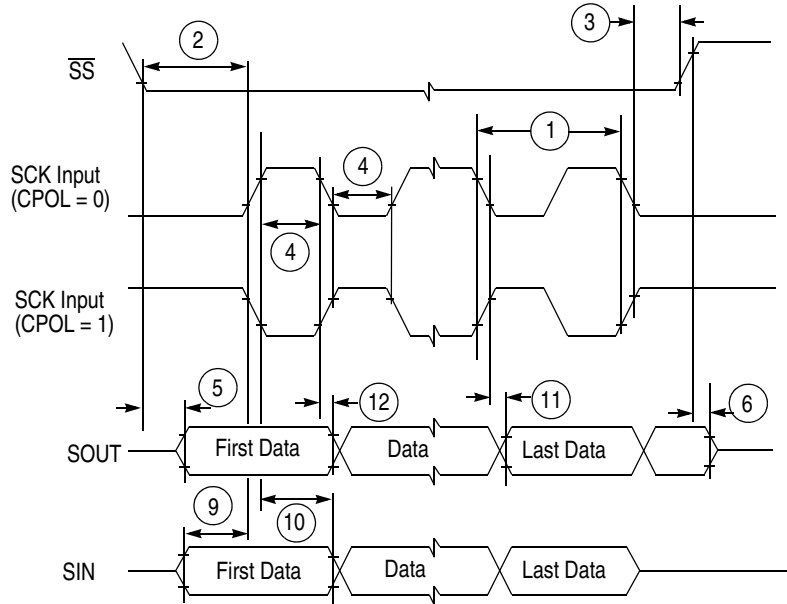 2
3
SS
1
SCK Input
(CPOL = 0)
4
4
SCK Input
(CPOL = 1)
5
12
11
6
SOUT
First Data
Data
Last Data
9
10
SIN
First Data
Data
Last Data